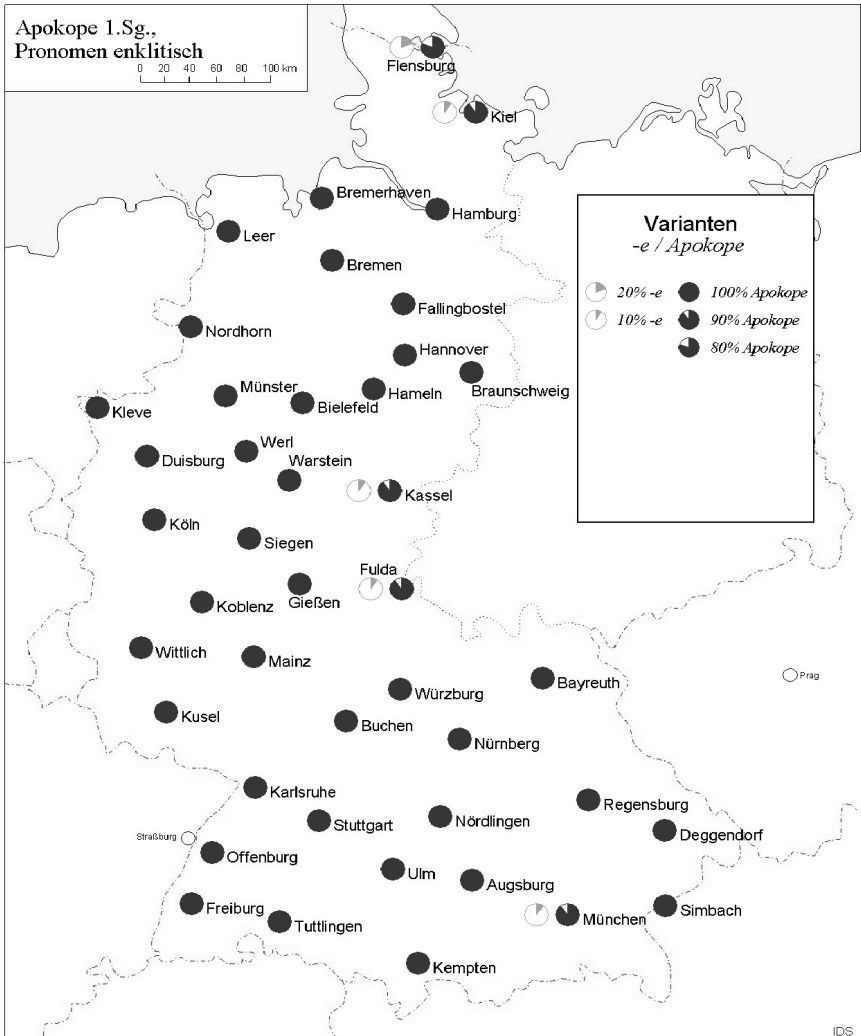 Apokope 1.Sg.,
Pronomen enklitisch
0 20 40 60 80 100 km
Flensburg
Kiel
Bremerhaven
Hamburg
Leer
Bremen
Varianten
-e / Apokope
20% -e 100% Apokope
10% -e 90% Apokope
80% Apokope
Fallingbostel
Nordhorn
Hannover
Münster
Hameln
Braunschweig
Bielefeld
Kleve
Werl
Duisburg
Warstein
Kassel
Köln
Siegen
Fulda
Gießen
Koblenz
Wittlich
Mainz
Prag
Bayreuth
Würzburg
Kusel
Buchen
Nürnberg
Karlsruhe
Regensburg
Stuttgart
Nördlingen
Deggendorf
Straßburg
Offenburg
Ulm
Augsburg
Freiburg
Simbach
München
Tuttlingen
Kempten
IDS